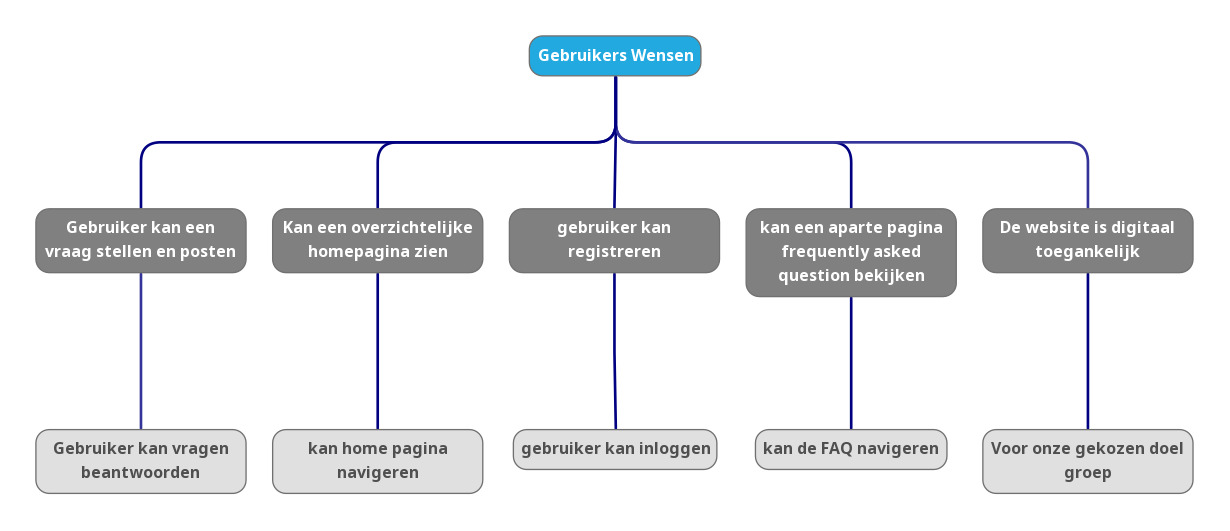 Gebruikers Wensen
Gebruiker kan een
vraag stellen en posten
Kan een overzichtelijke
homepagina zien
gebruiker kan
registreren
kan een aparte pagina
frequently asked
question bekijken
De website is digitaal
toegankelijk
Gebruiker kan vragen
beantwoorden
kan home pagina
navigeren
gebruiker kan inloggen
kan de FAQ navigeren
Voor onze gekozen doel
groep